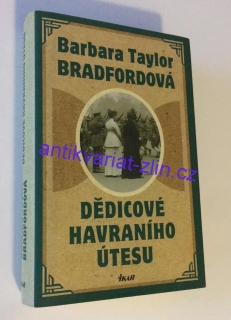 Barbara Taylor
BRADFORDOVÁ
antikvariat-zlin.cz
DĚDICOVÉ
HAVRANÍHO
ÚTESU
IKAR
BRADFORDOVÁ